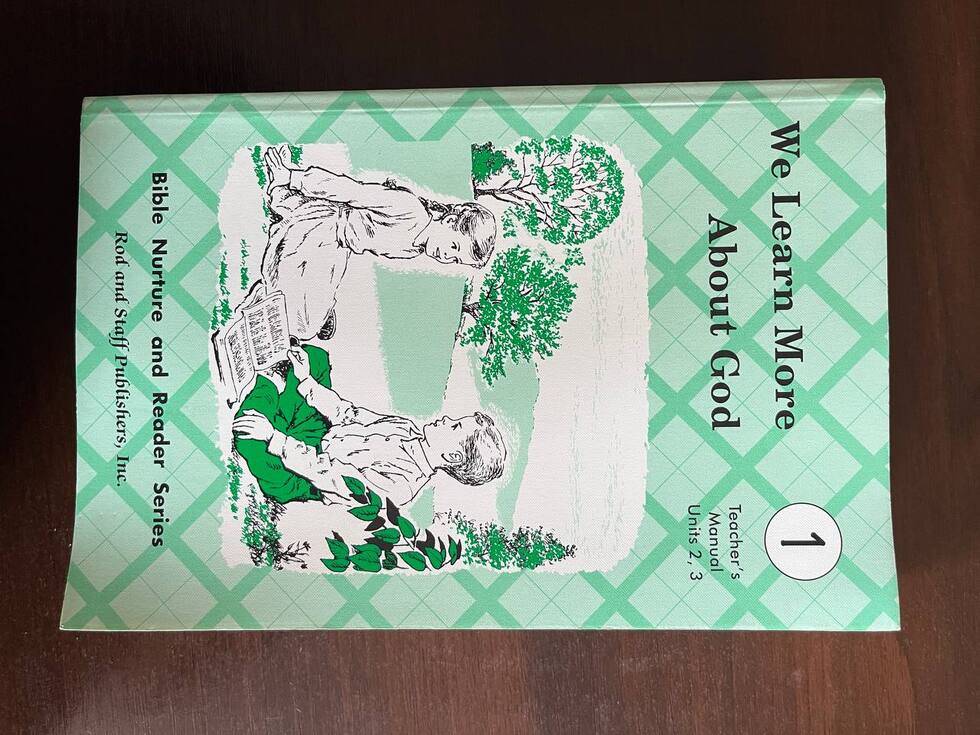 We Learn More
About God
1
Teacher's
Manual
Units 2, 3
Bible Nurture and Reader Series
Rod and Staff Publishers, Inc.